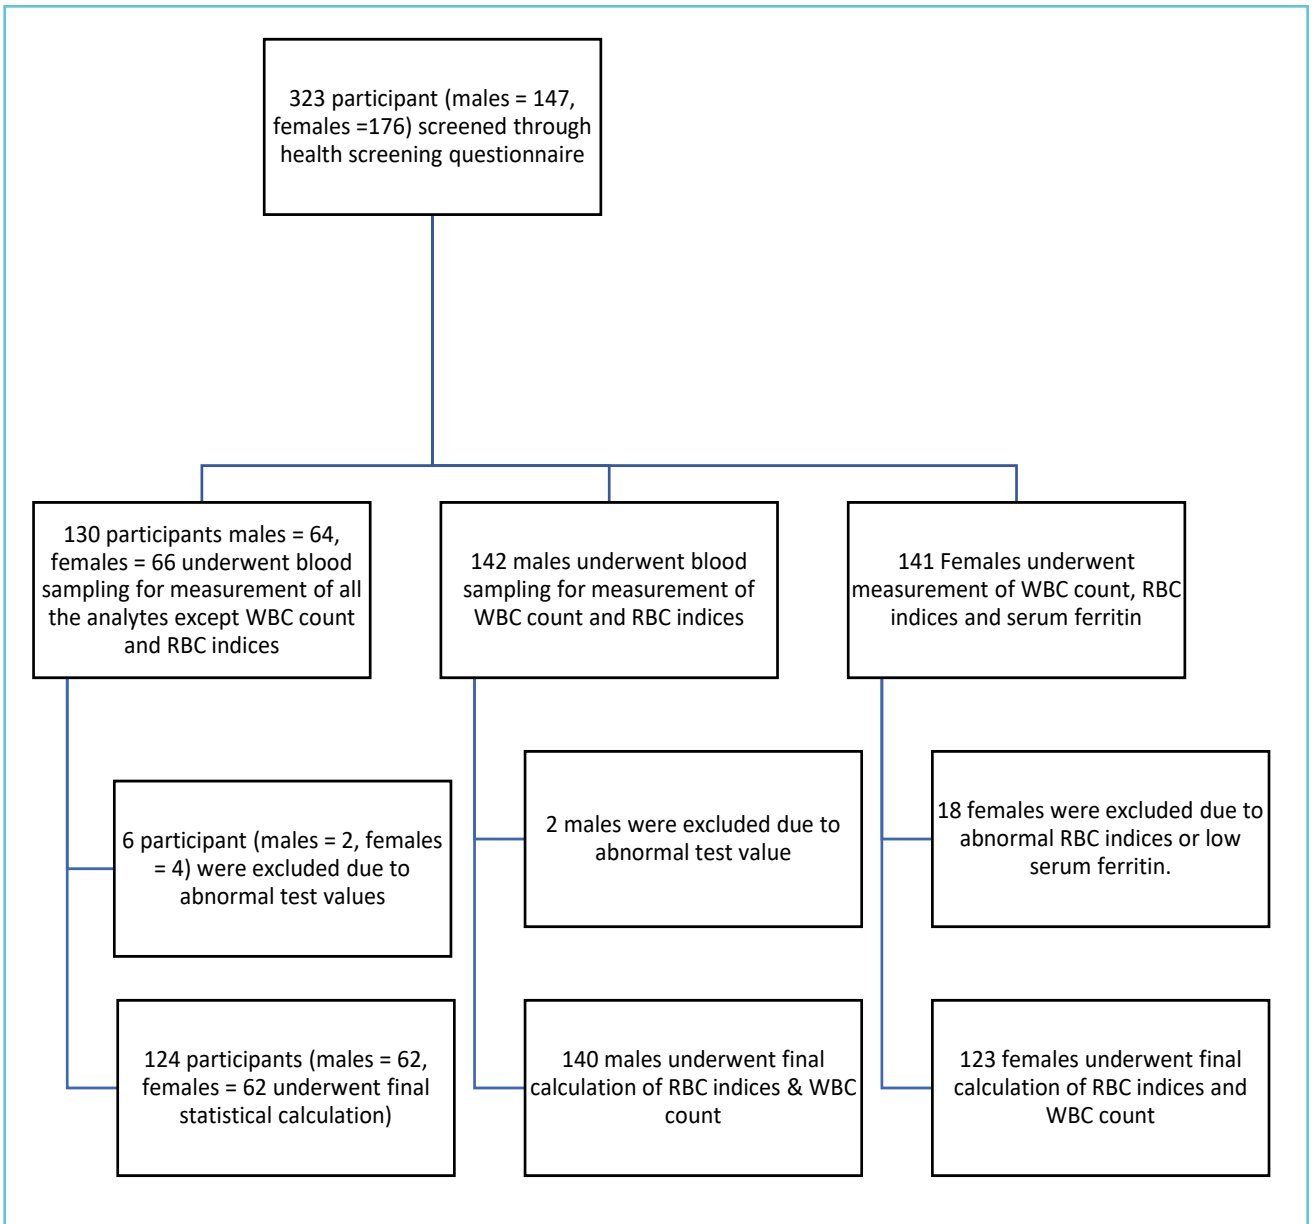 323 participant (males = 147,
females =176) screened through
health screening questionnaire
130 participants males = 64,
females = 66 underwent blood
sampling for measurement of all
the analytes except WBC count
and RBC indices
142 males underwent blood
sampling for measurement of
WBC count and RBC indices
141 Females underwent
measurement of WBC count, RBC
indices and serum ferritin
6 participant (males = 2, females
= 4) were excluded due to
abnormal test values
2 males were excluded due to
abnormal test value
18 females were excluded due to
abnormal RBC indices or low
serum ferritin.
124 participants (males = 62,
females = 62 underwent final
statistical calculation)
140 males underwent final
calculation of RBC indices & WBC
count
123 females underwent final
calculation of RBC indices and
WBC count